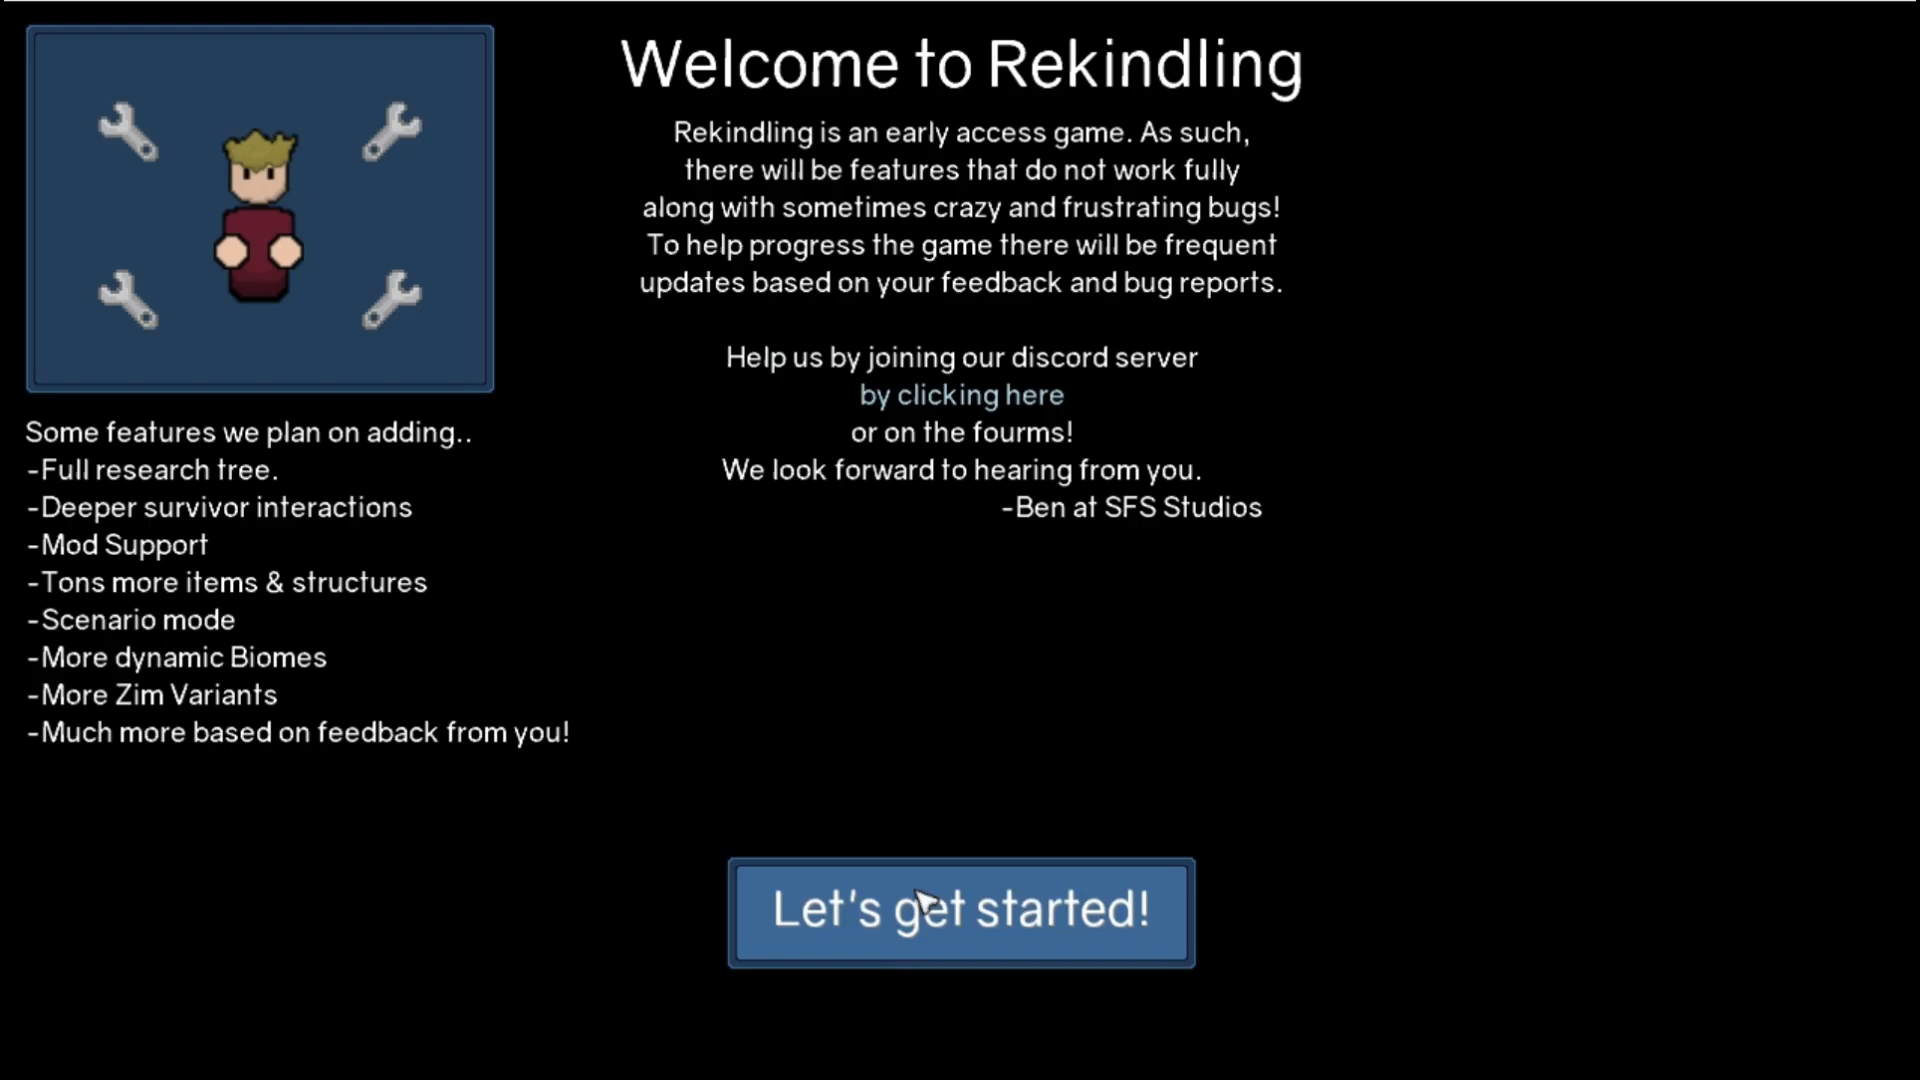 Welcome to Rekindling
Rekindling is an early access game. As such,
there will be features that do not work fully
along with sometimes crazy and frustrating bugs!
To help progress the game there will be frequent
updates based on your feedback and bug reports.
Help us by joining our discord server
by clicking here
or on the fourms!
We look forward to hearing from you.
-Ben at SFS Studios
Some features we plan on adding..
-Full research tree.
-Deeper survivor interactions
-Mod Support
-Tons more items & structures
-Scenario mode
-More dynamic Biomes
-More Zim Variants
-Much more based on feedback from you!
Let's get started!